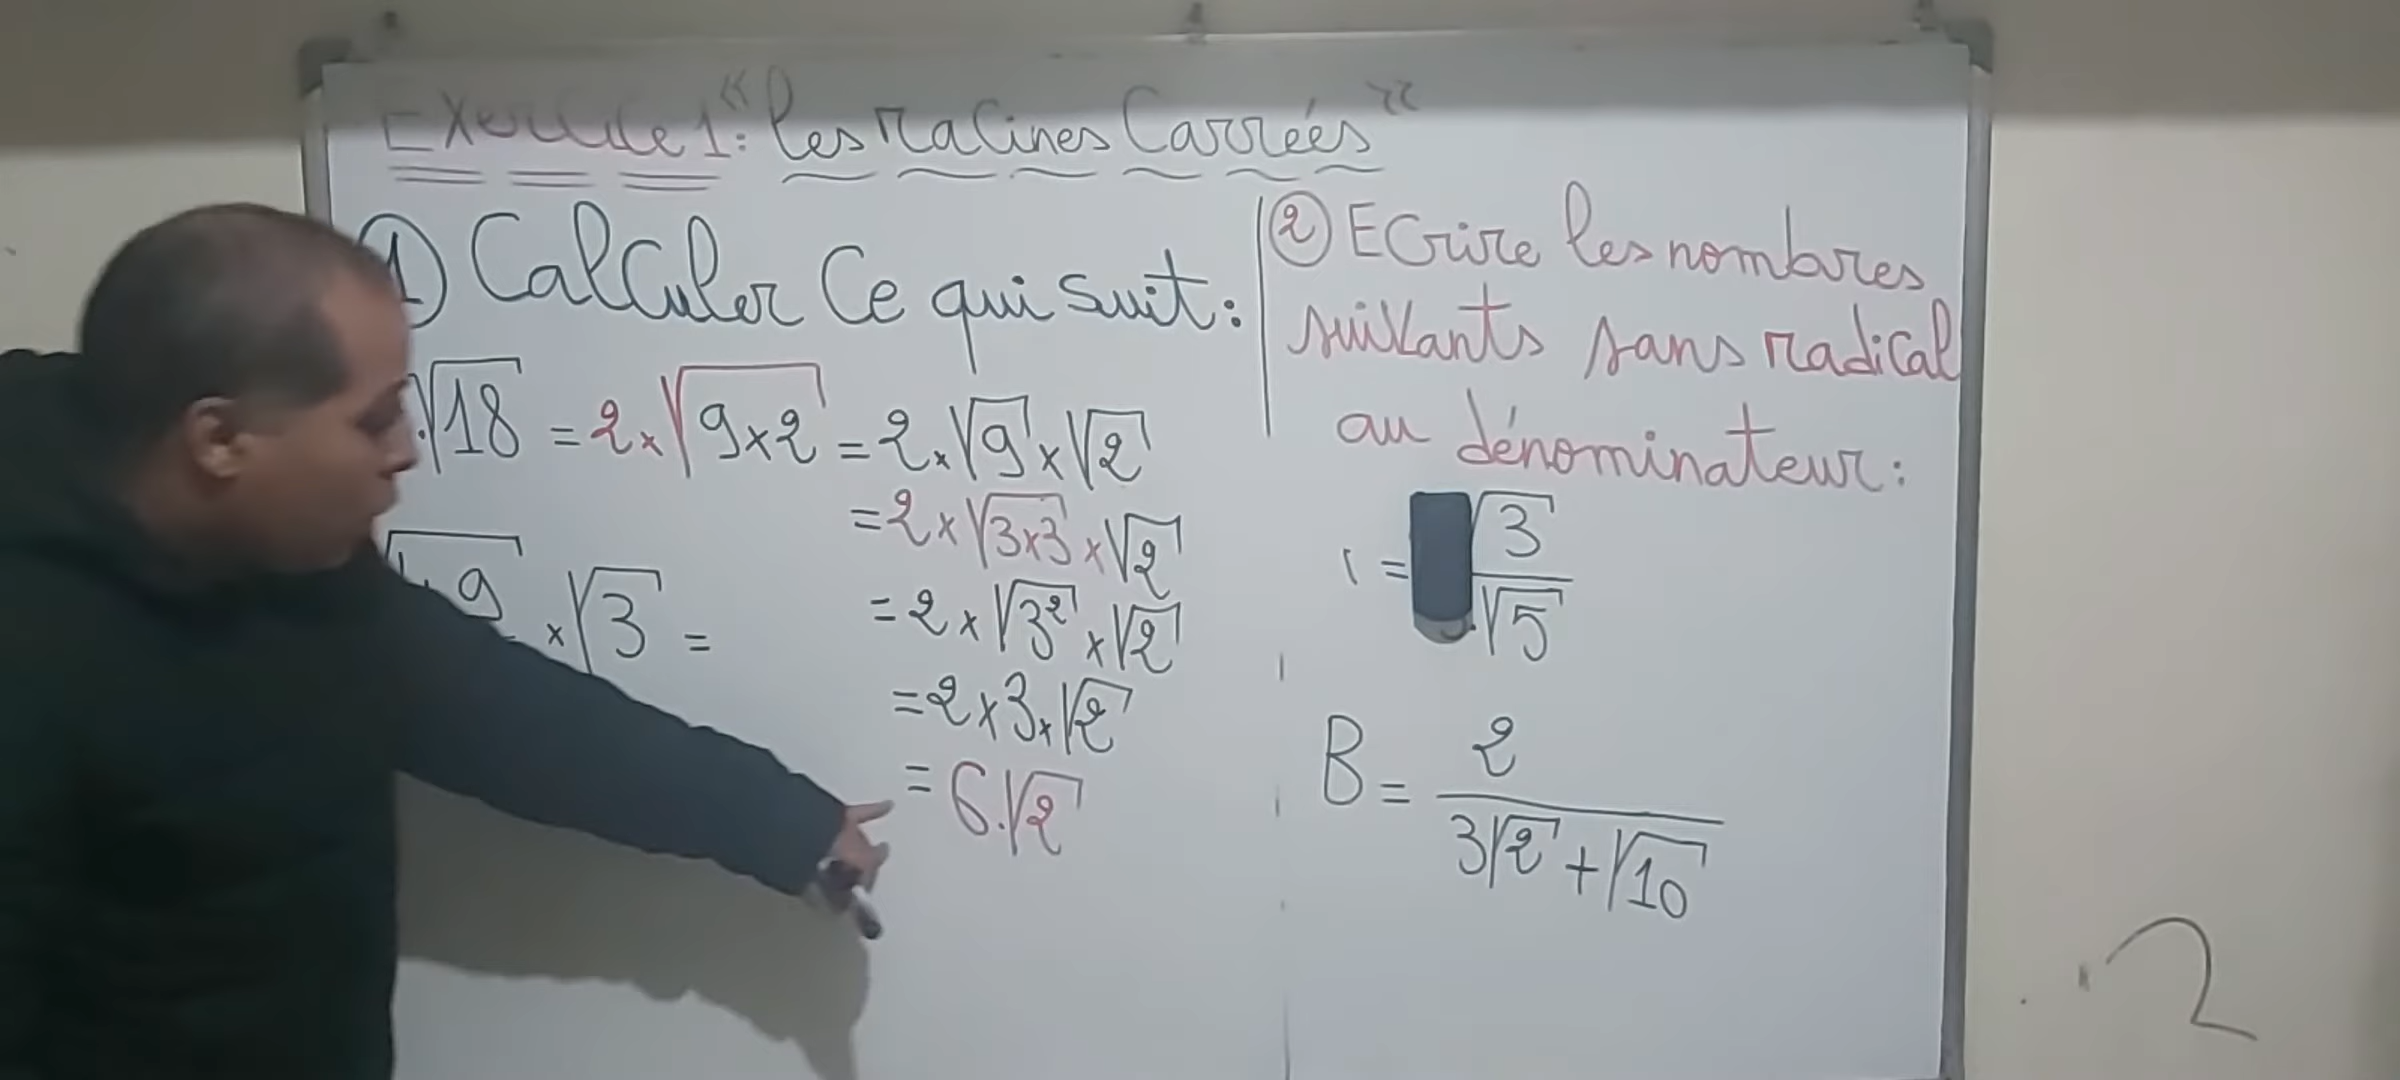 Exercice 1: "les racines Carrées"
1) Calculer Ce qui suit:
.√18 = 2×√9×2 = 2×√9×√2
= 2×√3×3×√2
= 2×√3²×√2
= 2×3×√2
= 6.√2
9 ×√3 =
② Ecrire les nombres
suivants sans radical
au dénominateur:
= √3
.√5
B = 2
3√2+√10
2